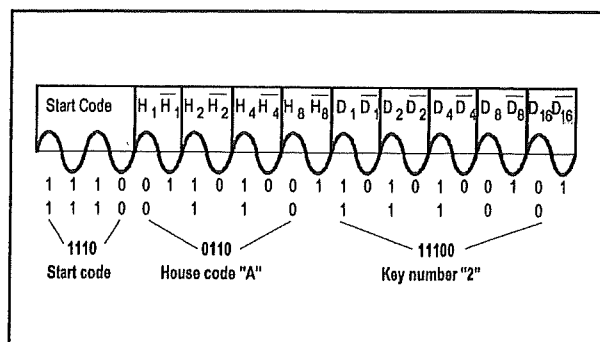 Start Code H1 H̅1 H2 H̅2 H4 H̅4 H8 H̅8 D1 D̅1 D2 D̅2 D4 D̅4 D8 D̅8 D16 D̅16
1 1 1 0 0 1 1 0 1 0 0 1 1 0 1 0 1 0 0 1 0 1
1 1 1 0 0 1 1 0 1 1 1 0 0
1110 0110 11100
Start code House code "A" Key number "2"